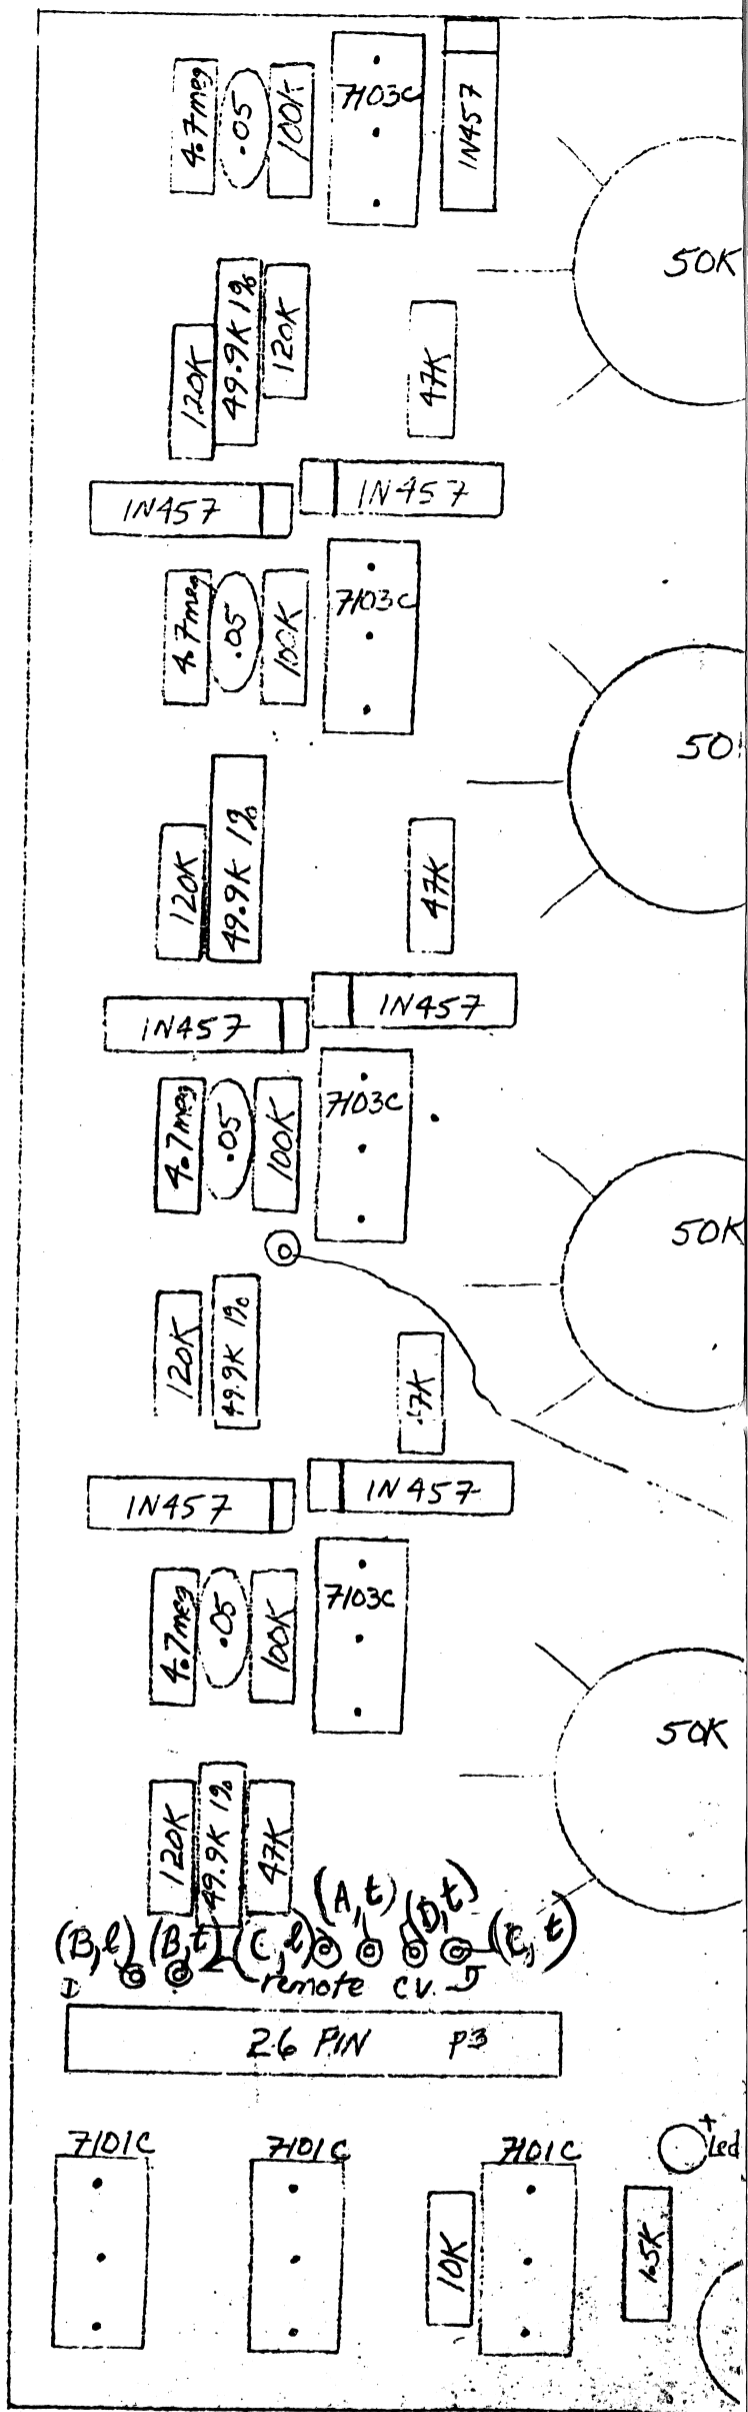 4.7meg
.05
100K
7103C
1N457
50K
120K
49.9K 1%
120K
47K
1N457
1N457
4.7meg
.05
100K
7103C
50
120K
49.9K 1%
47K
1N457
1N457
4.7meg
.05
100K
7103C
50K
120K
49.9K 1%
7K
1N457
1N457
4.7meg
.05
100K
7103C
50K
120K
49.9K 1%
47K
(A,t) (D,t)
(B,l) (B,t) (C,l) (C,t)
remote CV.
26 PIN P3
7101C 7101C 7101C
+
Led
10K